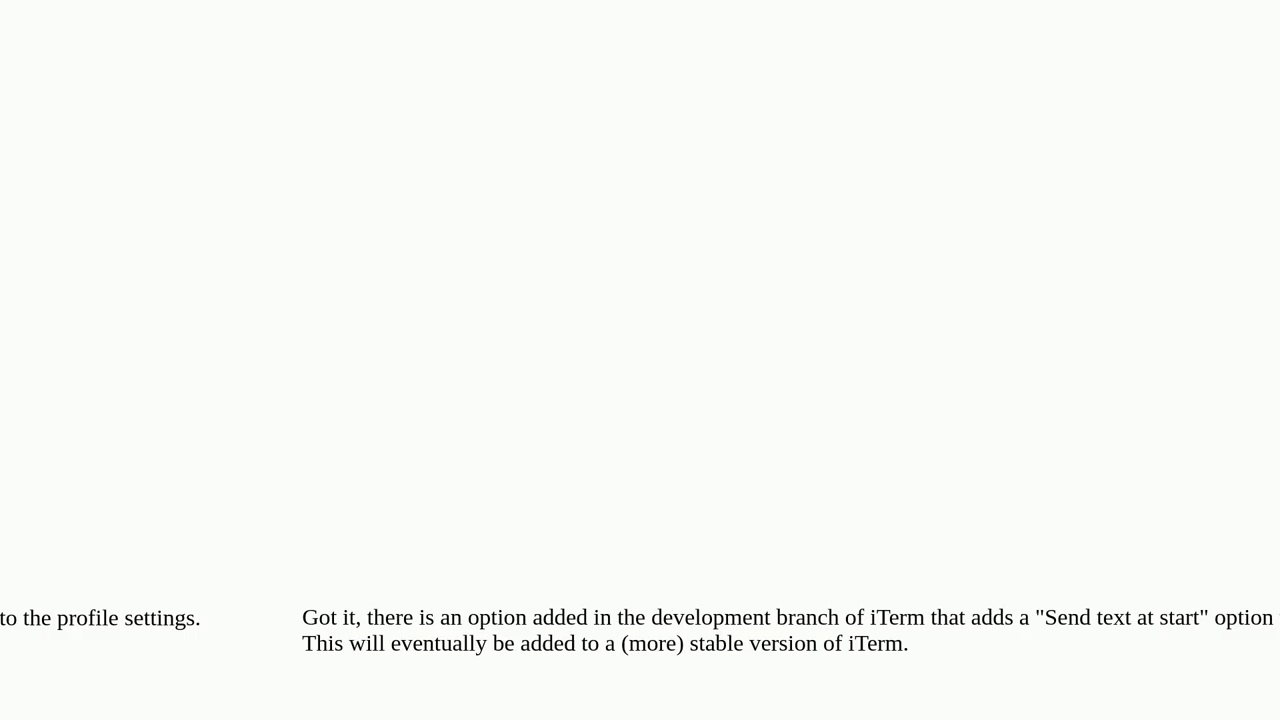 to the profile settings.
Got it, there is an option added in the development branch of iTerm that adds a "Send text at start" option
This will eventually be added to a (more) stable version of iTerm.